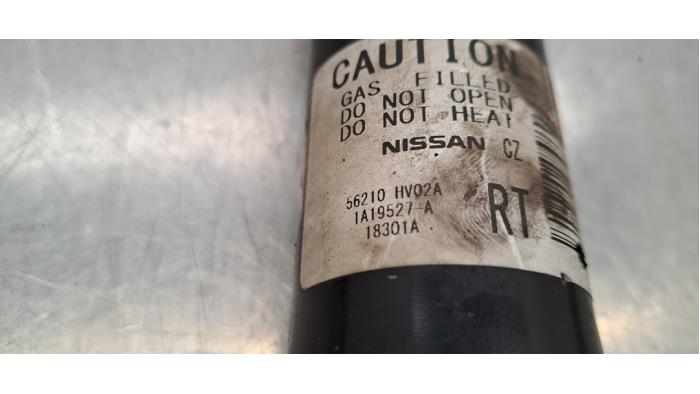 CAUTION
GAS FILLED
DO NOT OPEN
DO NOT HEAT
NISSAN CZ
56210 HV02A
1A19527-A
18301A
RT